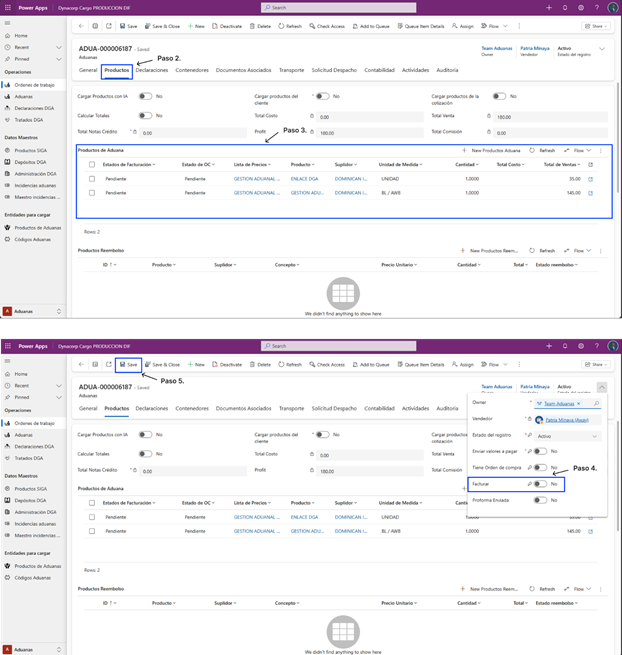 Power Apps Dynacorp Cargo PRODUCCION EIF Search
Save Save & Close New Deactivate Delete Refresh Check Access Add to Queue Queue Item Details Assign Flow Share
Home
Recent
Pinned
Operaciones
Ordenes de trabajo
Aduanas
Declaraciones DGA
Tratados DGA
Datos Maestros
Productos SIGA
Depósitos DGA
Administración DGA
Incidencias aduanas
Maestro incidencias ...
Entidades para cargar
Productos de Aduanas
Códigos Aduanas
A Aduanas
ADUA-000006187 - Saved
Aduanas
Paso 2.
Team Aduanas
Owner
Patria Minaya
Vendedor
Activo
Estado del registro
General Productos Declaraciones Contenedores Documentos Asociados Transporte Solicitud Despacho Contabilidad Actividades Auditoria
Cargar Productos con IA No Cargar productos del cliente * No Cargar productos de la cotización No
Calcular Totales No Total Costo 0.00 Total Venta 180.00
Total Notas Crédito * 0.00 Profit 180.00 Total Comisión 0.00
Paso 3.
Productos de Aduana New Productos Aduana Refresh Flow
Estados de Facturación Estado de OC Lista de Precios Producto Suplidor Unidad de Medida Cantidad Total Costo Total de Ventas
Pendiente Pendiente GESTION ADUANAL ... ENLACE DGA DOMINICAN I... UNIDAD 1.0000 35.00
Pendiente Pendiente GESTION ADUANAL ... GESTION ADU... DOMINICAN I... BL / AWB 1.0000 145.00
Rows: 2
Productos Reembolso New Productos Reem... Refresh Flow
ID ↑ Producto Suplidor Concepto Precio Unitario Cantidad Total Estado reembolso
We didn't find anything to show here
Power Apps Dynacorp Cargo PRODUCCION EIF Search
Save Save & Close New Deactivate Delete Refresh Check Access Add to Queue Queue Item Details Assign Flow Share
Paso 5.
Home
Recent
Pinned
Operaciones
Ordenes de trabajo
Aduanas
Declaraciones DGA
Tratados DGA
Datos Maestros
Productos SIGA
Depósitos DGA
Administración DGA
Incidencias aduanas
Maestro incidencias ...
Entidades para cargar
Productos de Aduanas
Códigos Aduanas
A Aduanas
ADUA-000006187 - Saved
Aduanas
Team Aduanas
Patria Minaya
Activo
General Productos Declaraciones Contenedores Documentos Asociados Transporte Solicitud Despacho Contabilidad
Owner * Team Aduanas
Vendedor * Patria Minaya (Away)
Estado del registro * Activo
Enviar valores a pagar * No
Tiene Orden de compra No
Paso 4.
Facturar No
Proforma Enviada No
Cargar Productos con IA No Cargar productos del cliente * No Cargar productos cotización
Calcular Totales No Total Costo 0.00 Total Venta
Total Notas Crédito * 0.00 Profit 180.00 Total Comisión
Productos de Aduana
Estados de Facturación Estado de OC Lista de Precios Producto Suplidor Unidad de Medida
Pendiente Pendiente GESTION ADUANAL ... ENLACE DGA DOMINICAN I... UNIDAD 1.0000 35.00
Pendiente Pendiente GESTION ADUANAL ... GESTION ADU... DOMINICAN I... BL / AWB 1.0000 145.00
Rows: 2
Productos Reembolso New Productos Reem... Refresh Flow
ID ↑ Producto Suplidor Concepto Precio Unitario Cantidad Total Estado reembolso
We didn't find anything to show here